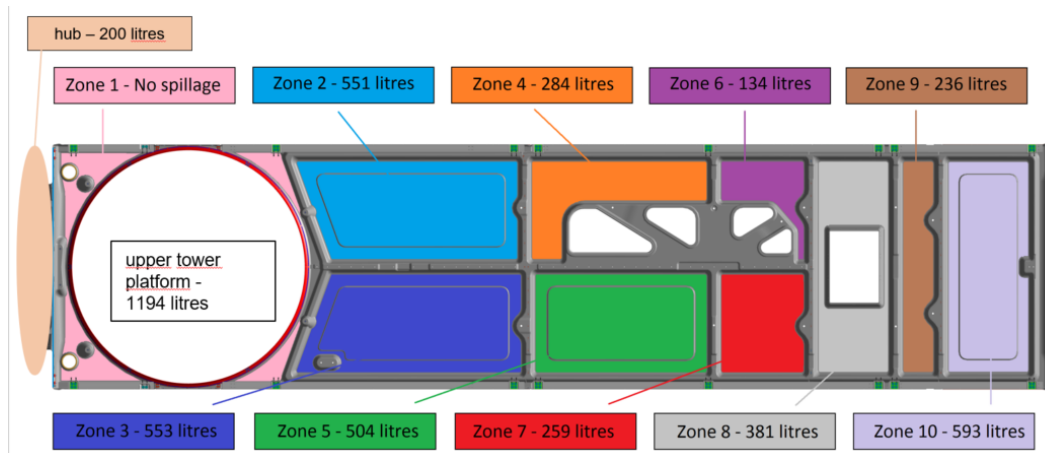 hub – 200 litres
Zone 1 - No spillage
Zone 2 - 551 litres
Zone 4 - 284 litres
Zone 6 - 134 litres
Zone 9 - 236 litres
upper tower
platform -
1194 litres
Zone 3 - 553 litres
Zone 5 - 504 litres
Zone 7 - 259 litres
Zone 8 - 381 litres
Zone 10 - 593 litres